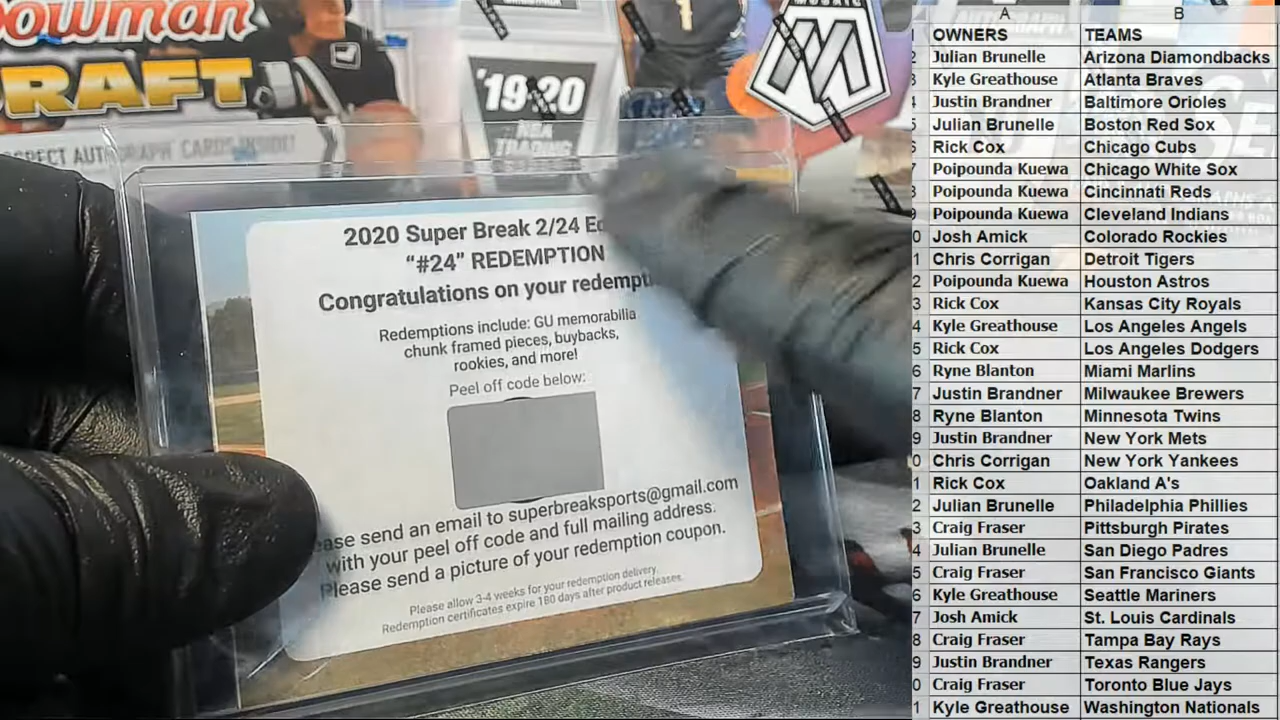 Bowman
DRAFT
'19-20
NBA
TRADING
2020 Super Break 2/24
"#24" REDEMPTION
Congratulations on your
Redemptions include: GU memorabilia
chunk framed pieces, buybacks,
rookies, and more!
Peel off code below:
ease send an email to superbreaksports@gmail.com
with your peel off code and full mailing address.
Please send a picture of your redemption coupon.
Please allow 3-4 weeks for your redemption delivery.
Redemption certificates expire 180 days after product releases.
A B
OWNERS TEAMS
Julian Brunelle Arizona Diamondbacks
Kyle Greathouse Atlanta Braves
Justin Brandner Baltimore Orioles
Julian Brunelle Boston Red Sox
Rick Cox Chicago Cubs
Poipounda Kuewa Chicago White Sox
Poipounda Kuewa Cincinnati Reds
Poipounda Kuewa Cleveland Indians
Josh Amick Colorado Rockies
Chris Corrigan Detroit Tigers
Poipounda Kuewa Houston Astros
Rick Cox Kansas City Royals
Kyle Greathouse Los Angeles Angels
Rick Cox Los Angeles Dodgers
Ryne Blanton Miami Marlins
Justin Brandner Milwaukee Brewers
Ryne Blanton Minnesota Twins
Justin Brandner New York Mets
Chris Corrigan New York Yankees
Rick Cox Oakland A's
Julian Brunelle Philadelphia Phillies
Craig Fraser Pittsburgh Pirates
Julian Brunelle San Diego Padres
Craig Fraser San Francisco Giants
Kyle Greathouse Seattle Mariners
Josh Amick St. Louis Cardinals
Craig Fraser Tampa Bay Rays
Justin Brandner Texas Rangers
Craig Fraser Toronto Blue Jays
Kyle Greathouse Washington Nationals